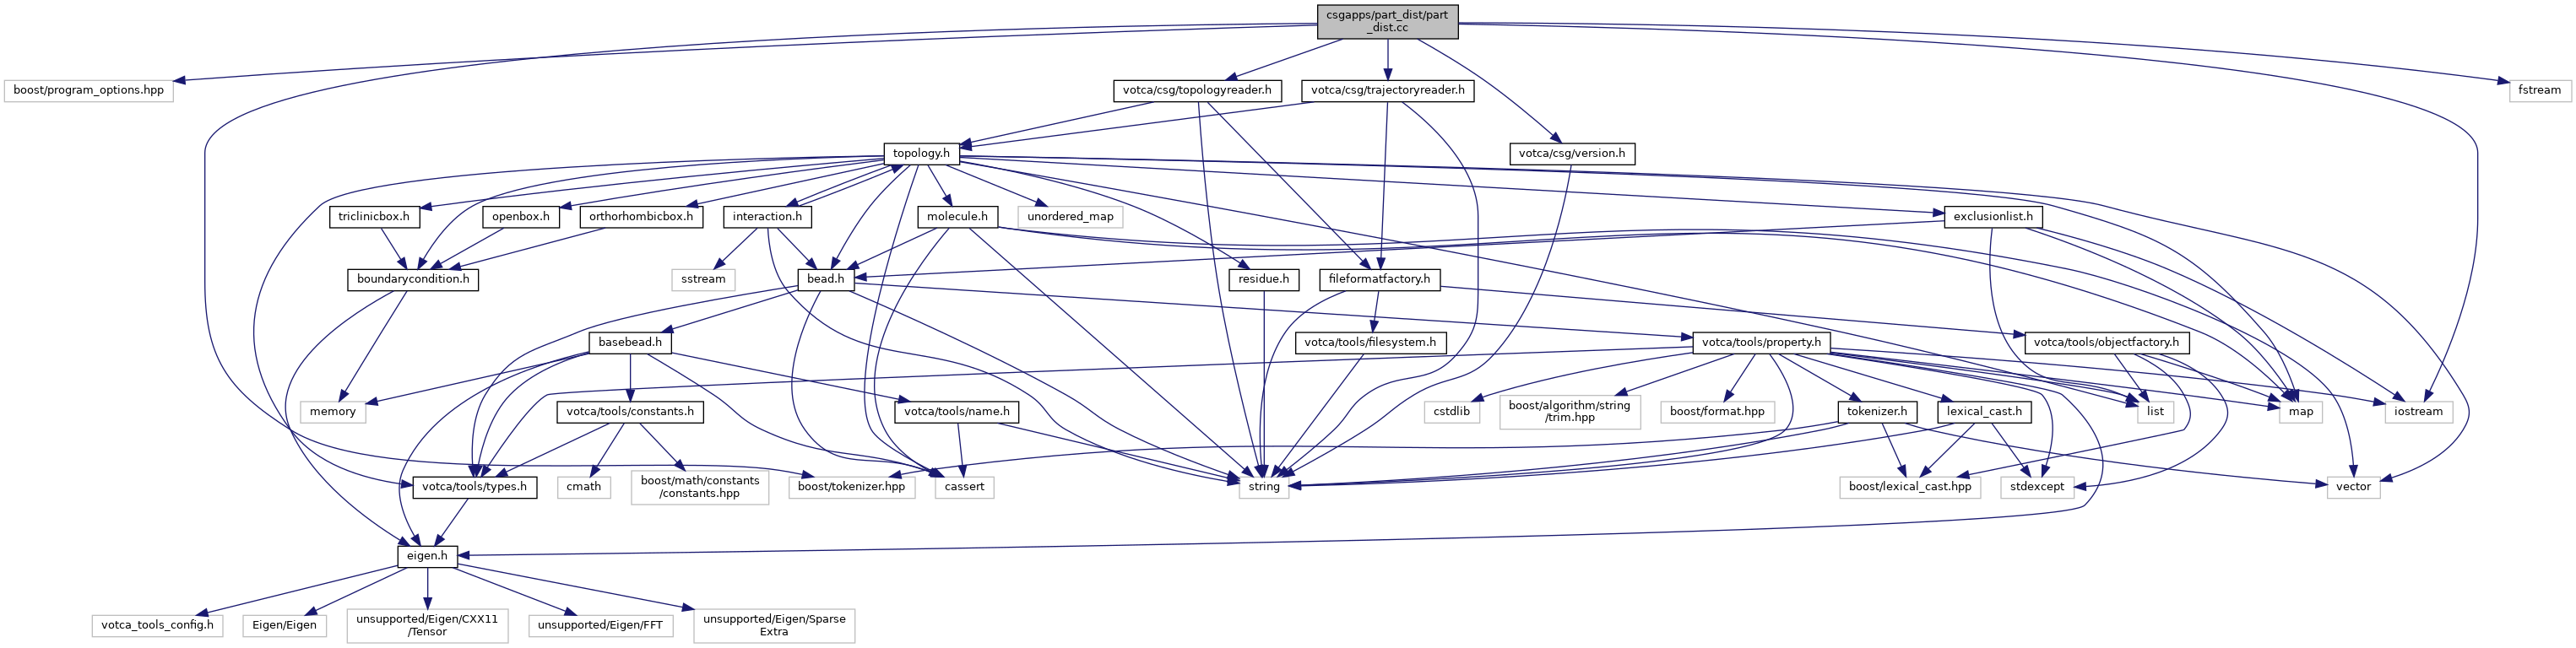 csgapps/part_dist/part
_dist.cc
boost/program_options.hpp
votca/csg/topologyreader.h
votca/csg/trajectoryreader.h
fstream
topology.h
votca/csg/version.h
triclinicbox.h
openbox.h
orthorhombicbox.h
interaction.h
molecule.h
unordered_map
exclusionlist.h
boundarycondition.h
sstream
bead.h
residue.h
fileformatfactory.h
basebead.h
votca/tools/filesystem.h
votca/tools/property.h
votca/tools/objectfactory.h
memory
votca/tools/constants.h
votca/tools/name.h
cstdlib
boost/algorithm/string
/trim.hpp
boost/format.hpp
tokenizer.h
lexical_cast.h
list
map
iostream
votca/tools/types.h
cmath
boost/math/constants
/constants.hpp
boost/tokenizer.hpp
cassert
string
boost/lexical_cast.hpp
stdexcept
vector
eigen.h
votca_tools_config.h
Eigen/Eigen
unsupported/Eigen/CXX11
/Tensor
unsupported/Eigen/FFT
unsupported/Eigen/Sparse
Extra